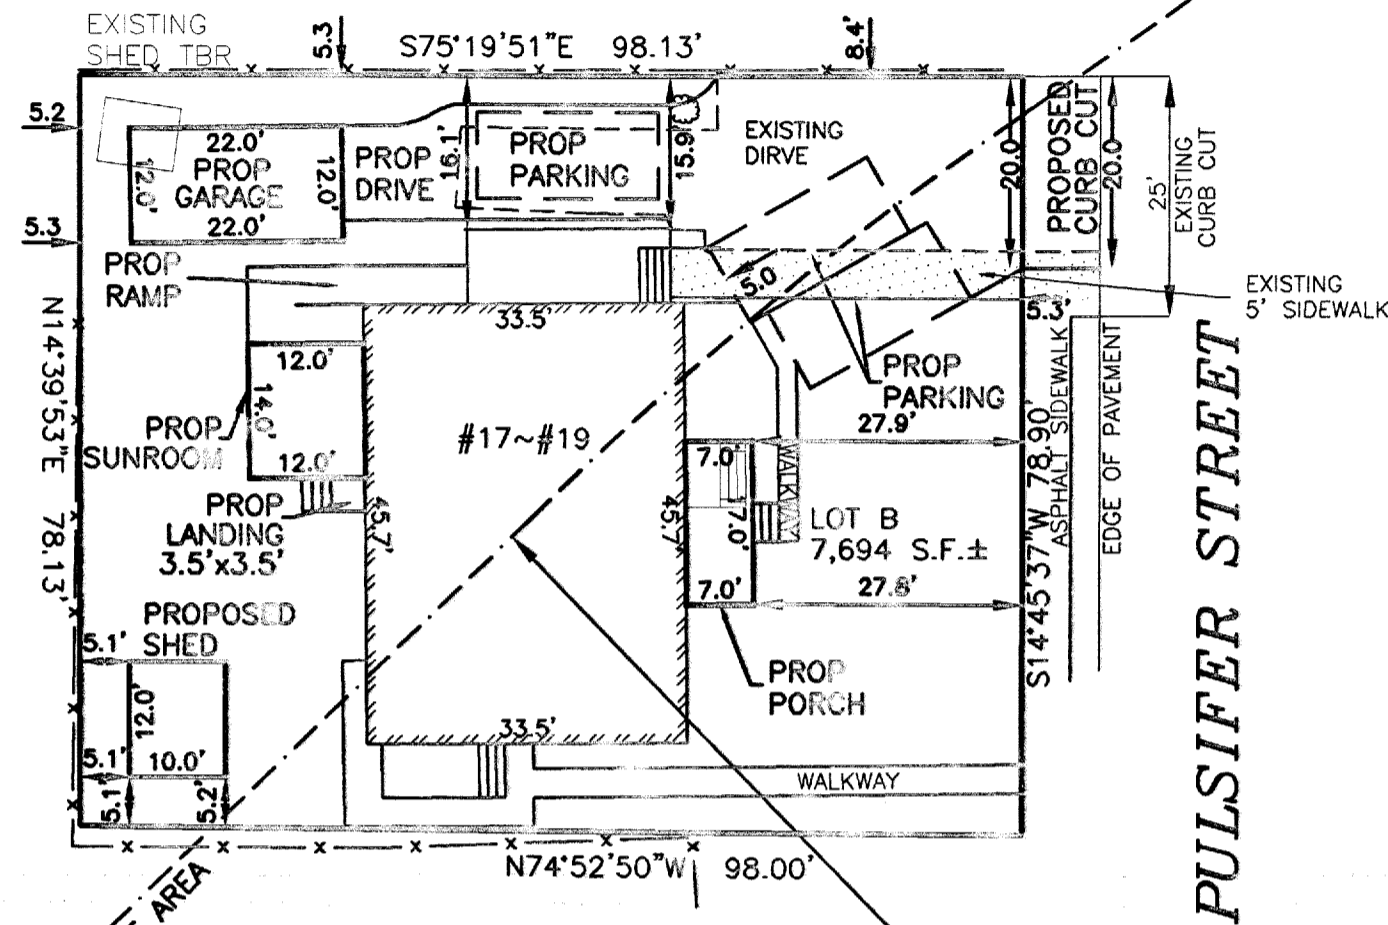 EXISTING
SHED TBR
5.3
S75°19'51"E 98.13'
8.4'
5.2
22.0'
PROP
GARAGE
22.0'
12.0'
12.0'
PROP
DRIVE
16.1'
PROP
PARKING
15.9'
EXISTING
DIRVE
20.0
PROPOSED
CURB CUT
20.0
25'
EXISTING
CURB CUT
5.3
PROP
RAMP
5.0
EXISTING
5' SIDEWALK
5.3'
33.5'
N14°39'53"E 78.13'
12.0'
14.0'
12.0'
PROP
SUNROOM
PROP
LANDING
3.5'x3.5'
#17~#19
45.7'
45.7'
PROP
PARKING
27.9'
7.0'
7.0'
7.0'
WALKWAY
LOT B
7,694 S.F.±
27.8'
S14°45'37"W 78.90'
ASPHALT SIDEWALK
EDGE OF PAVEMENT
PULSIFER STREET
PROPOSED
SHED
5.1'
12.0'
5.1'
10.0'
5.1'
5.2'
PROP
PORCH
33.5'
WALKWAY
N74°52'50"W 98.00'
AREA